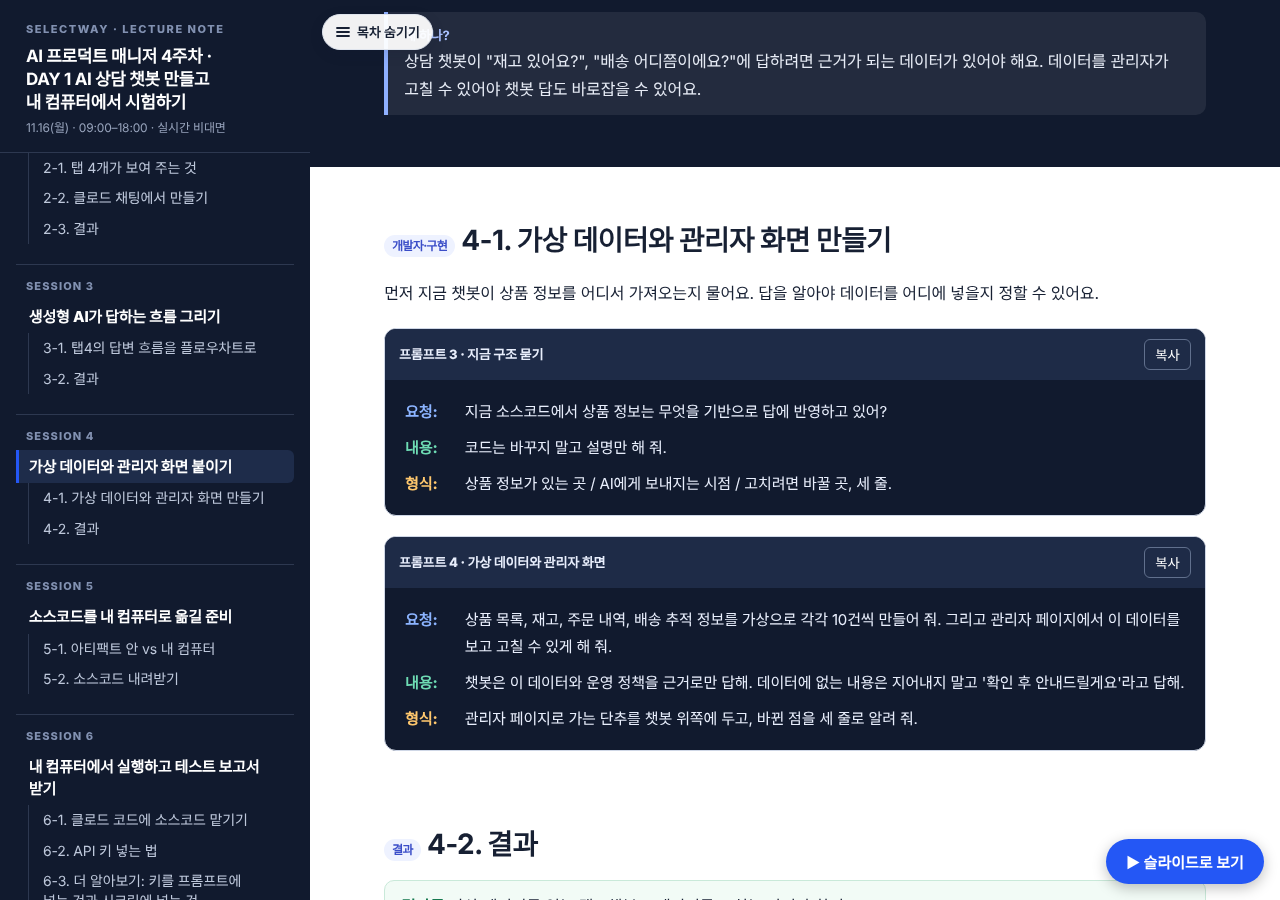 SELECTWAY · LECTURE NOTE
AI 프로덕트 매니저 4주차 ·
DAY 1 AI 상담 챗봇 만들고
내 컴퓨터에서 시험하기
11.16(월) · 09:00–18:00 · 실시간 비대면
2-1. 탭 4개가 보여 주는 것
2-2. 클로드 채팅에서 만들기
2-3. 결과
SESSION 3
생성형 AI가 답하는 흐름 그리기
3-1. 탭4의 답변 흐름을 플로우차트로
3-2. 결과
SESSION 4
가상 데이터와 관리자 화면 붙이기
4-1. 가상 데이터와 관리자 화면 만들기
4-2. 결과
SESSION 5
소스코드를 내 컴퓨터로 옮길 준비
5-1. 아티팩트 안 vs 내 컴퓨터
5-2. 소스코드 내려받기
SESSION 6
내 컴퓨터에서 실행하고 테스트 보고서
받기
6-1. 클로드 코드에 소스코드 맡기기
6-2. API 키 넣는 법
6-3. 더 알아보기: 키를 프롬프트에
목차 숨기기
상담 챗봇이 "재고 있어요?", "배송 어디쯤이에요?"에 답하려면 근거가 되는 데이터가 있어야 해요. 데이터를 관리자가
고칠 수 있어야 챗봇 답도 바로잡을 수 있어요.
개발자·구현 4-1. 가상 데이터와 관리자 화면 만들기
먼저 지금 챗봇이 상품 정보를 어디서 가져오는지 물어요. 답을 알아야 데이터를 어디에 넣을지 정할 수 있어요.
프롬프트 3 · 지금 구조 묻기 복사
요청: 지금 소스코드에서 상품 정보는 무엇을 기반으로 답에 반영하고 있어?
내용: 코드는 바꾸지 말고 설명만 해 줘.
형식: 상품 정보가 있는 곳 / AI에게 보내지는 시점 / 고치려면 바꿀 곳, 세 줄.
프롬프트 4 · 가상 데이터와 관리자 화면 복사
요청: 상품 목록, 재고, 주문 내역, 배송 추적 정보를 가상으로 각각 10건씩 만들어 줘. 그리고 관리자 페이지에서 이 데이터를
보고 고칠 수 있게 해 줘.
내용: 챗봇은 이 데이터와 운영 정책을 근거로만 답해. 데이터에 없는 내용은 지어내지 말고 '확인 후 안내드릴게요'라고 답해.
형식: 관리자 페이지로 가는 단추를 챗봇 위쪽에 두고, 바뀐 점을 세 줄로 알려 줘.
결과 4-2. 결과
▶ 슬라이드로 보기